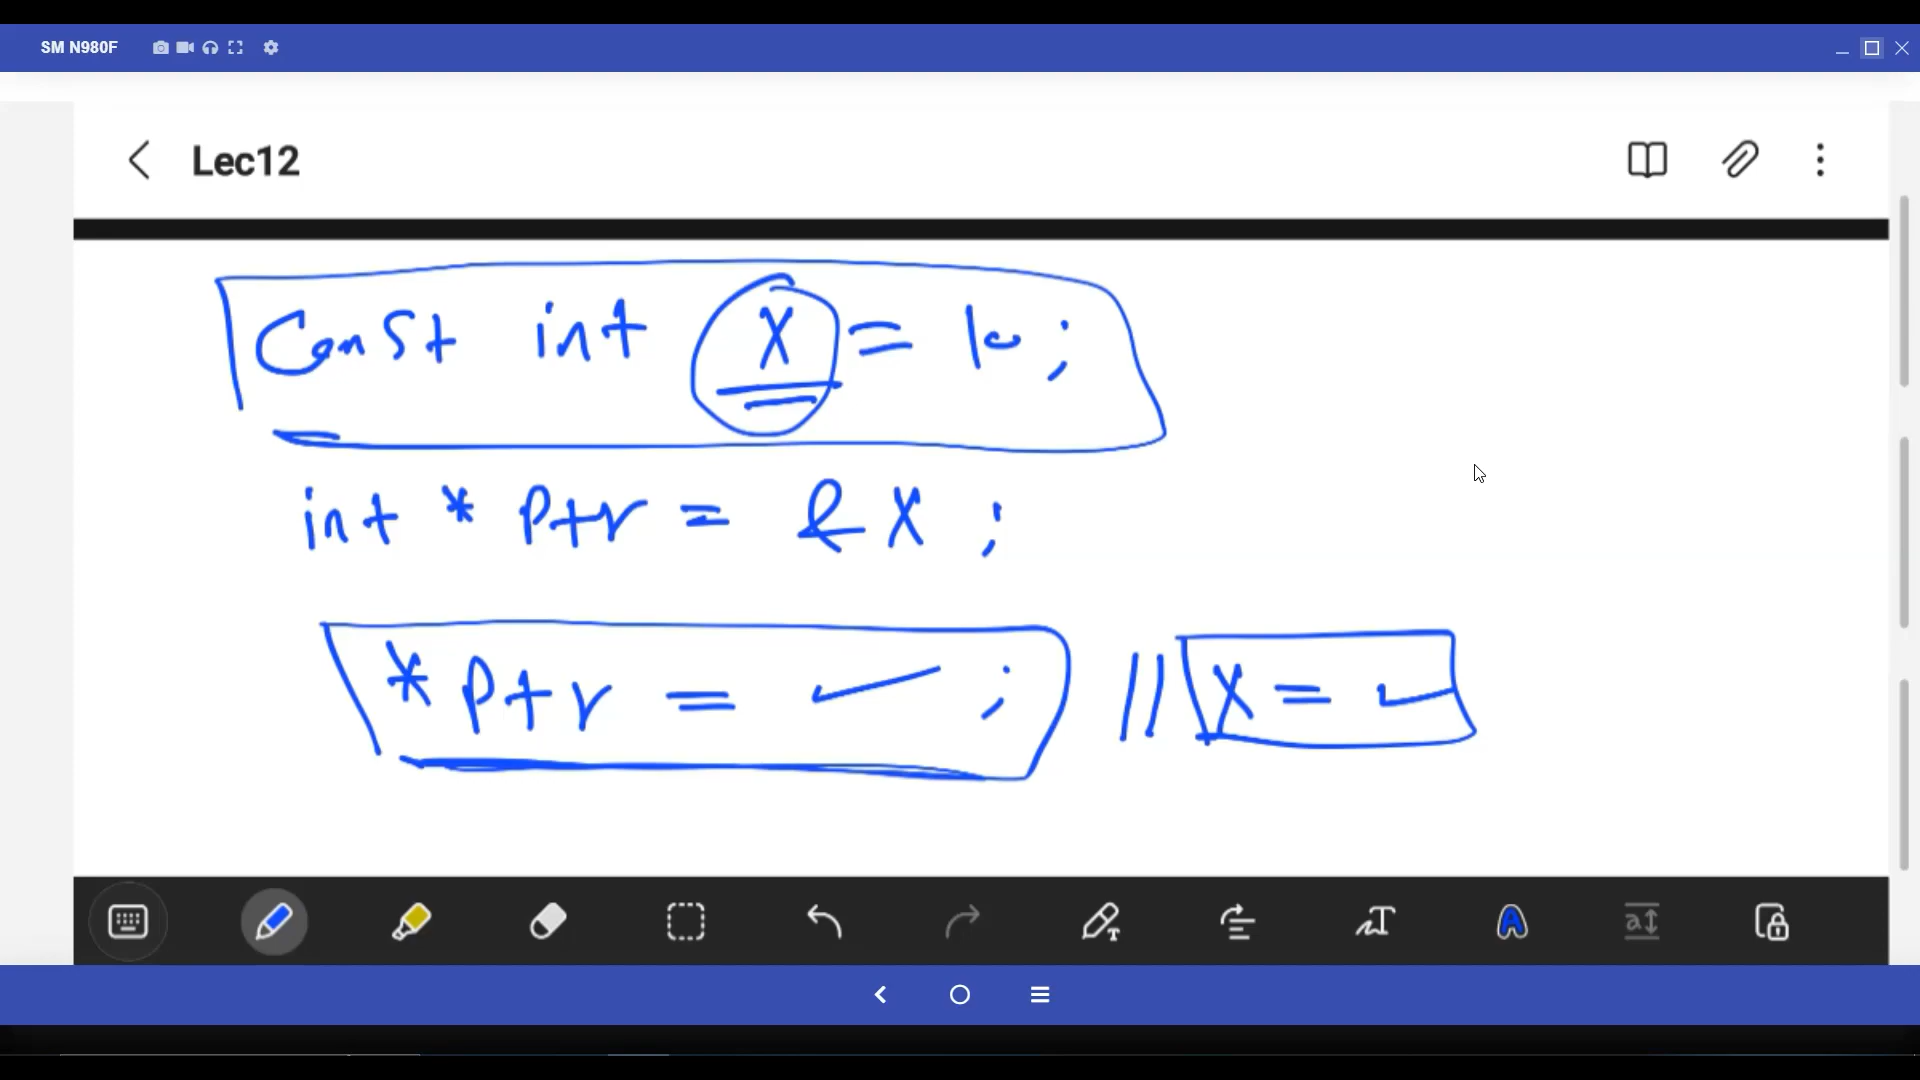 SM N980F
Lec12
Const int X = 10;
int * ptr = & X ;
*ptr = ✓ ; // X = ✓